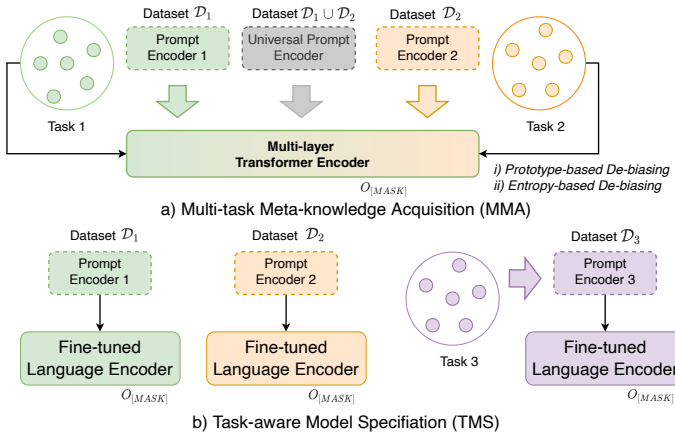 Dataset D₁ Dataset D₁ ∪ D₂ Dataset D₂
Prompt Encoder 1
Universal Prompt Encoder
Prompt Encoder 2
Task 1
Task 2
Multi-layer
Transformer Encoder
O[MASK]
i) Prototype-based De-biasing
ii) Entropy-based De-biasing
a) Multi-task Meta-knowledge Acquisition (MMA)
Dataset D₁ Dataset D₂ Dataset D₃
Prompt Encoder 1
Prompt Encoder 2
Prompt Encoder 3
Task 3
Fine-tuned
Language Encoder
Fine-tuned
Language Encoder
Fine-tuned
Language Encoder
O[MASK] O[MASK] O[MASK]
b) Task-aware Model Specifiation (TMS)